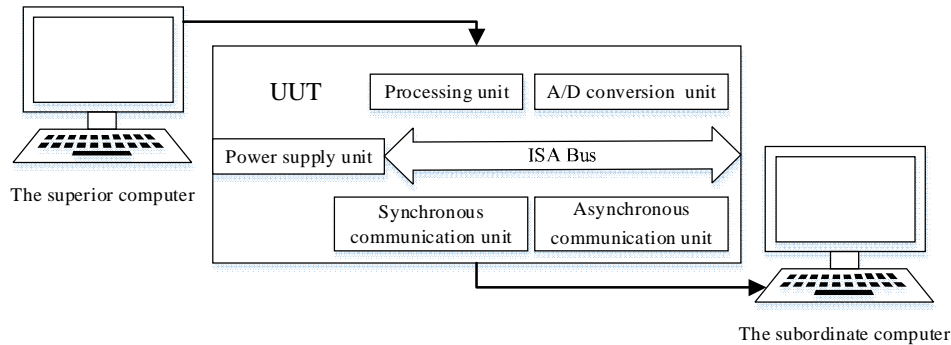 UUT
Processing unit
A/D conversion unit
Power supply unit
ISA Bus
The superior computer
Synchronous
communication unit
Asynchronous
communication unit
The subordinate computer